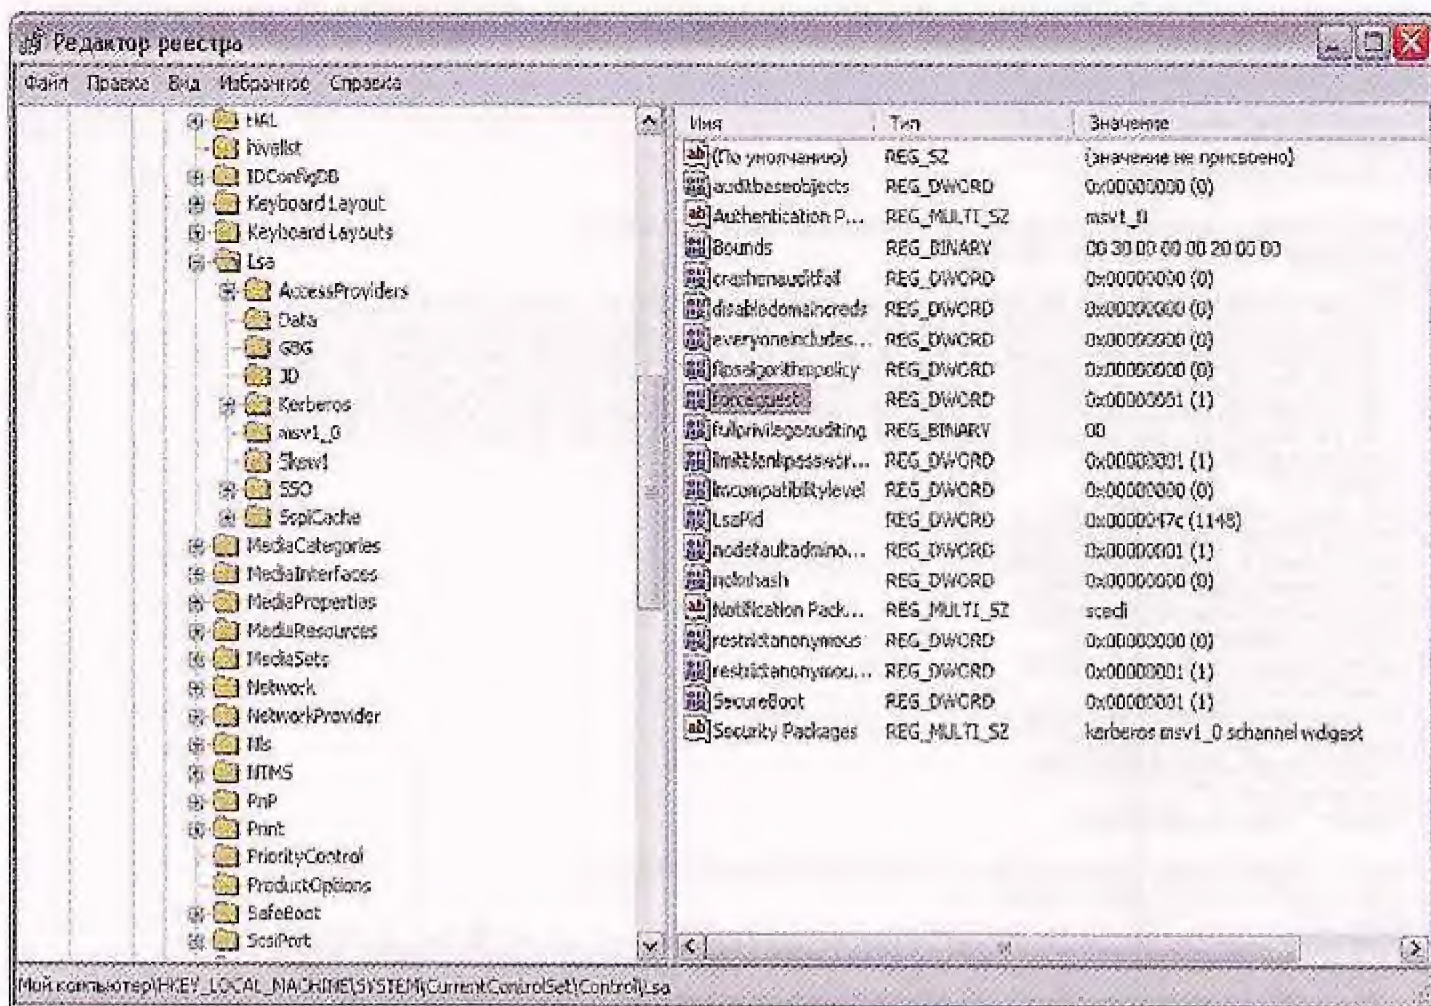 Редактор реестра
Файл Правка Вид Избранное Справка
HAL
hivelist
IDConfigDB
Keyboard Layout
Keyboard Layouts
Lsa
AccessProviders
Data
GBG
JD
Kerberos
msv1_0
Skew1
SSO
SspiCache
MediaCategories
MediaInterfaces
MediaProperties
MediaResources
MediaSets
Network
NetworkProvider
Nls
NTMS
PnP
Print
PriorityControl
ProductOptions
SafeBoot
ScsiPort
Имя Тип Значение
(По умолчанию) REG_SZ (значение не присвоено)
auditbaseobjects REG_DWORD 0x00000000 (0)
Authentication P... REG_MULTI_SZ msv1_0
Bounds REG_BINARY 00 30 00 00 00 20 00 00
crashonauditfail REG_DWORD 0x00000000 (0)
disabledomaincreds REG_DWORD 0x00000000 (0)
everyoneincludes... REG_DWORD 0x00000000 (0)
fipsalgorithmpolicy REG_DWORD 0x00000000 (0)
forceguest REG_DWORD 0x00000001 (1)
fullprivilegeauditing REG_BINARY 00
limitblankpasswor... REG_DWORD 0x00000001 (1)
lmcompatibilitylevel REG_DWORD 0x00000000 (0)
LsaPid REG_DWORD 0x0000047c (1148)
nodefaultadmino... REG_DWORD 0x00000001 (1)
nolmhash REG_DWORD 0x00000000 (0)
Notification Pack... REG_MULTI_SZ scecli
restrictanonymous REG_DWORD 0x00000000 (0)
restrictanonymou... REG_DWORD 0x00000001 (1)
SecureBoot REG_DWORD 0x00000001 (1)
Security Packages REG_MULTI_SZ kerberos msv1_0 schannel wdigest
Мой компьютер\HKEY_LOCAL_MACHINE\SYSTEM\CurrentControlSet\Control\Lsa